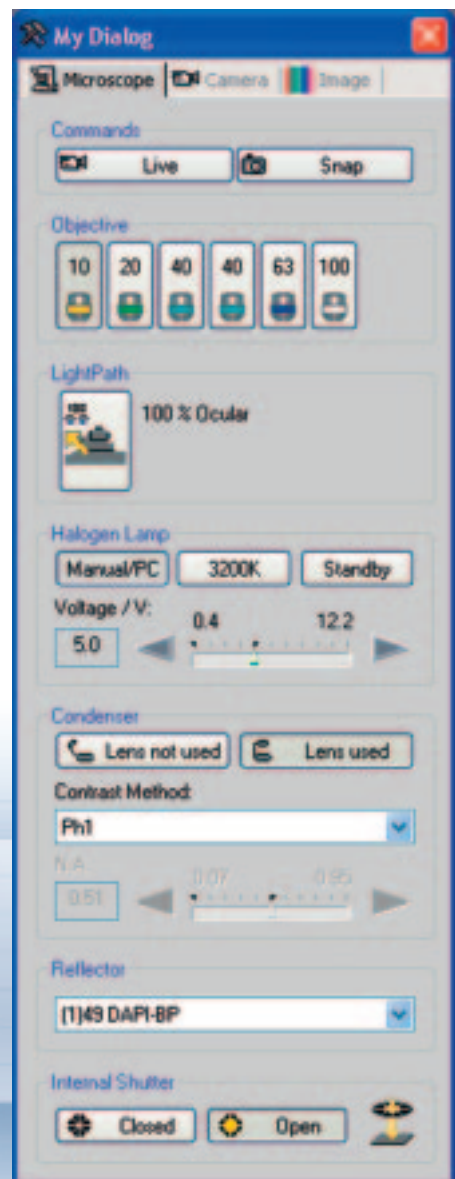 My Dialog
Microscope Camera Image
Commands
Live Snap
Objective
10 20 40 40 63 100
LightPath
100 % Ocular
Halogen Lamp
Manual/PC 3200K Standby
Voltage / V:
0.4 12.2
5.0
Condenser
Lens not used Lens used
Contrast Method:
Ph1
N.A.
0.07 0.95
0.51
Reflector
(1)49 DAPI-BP
Internal Shutter
Closed Open